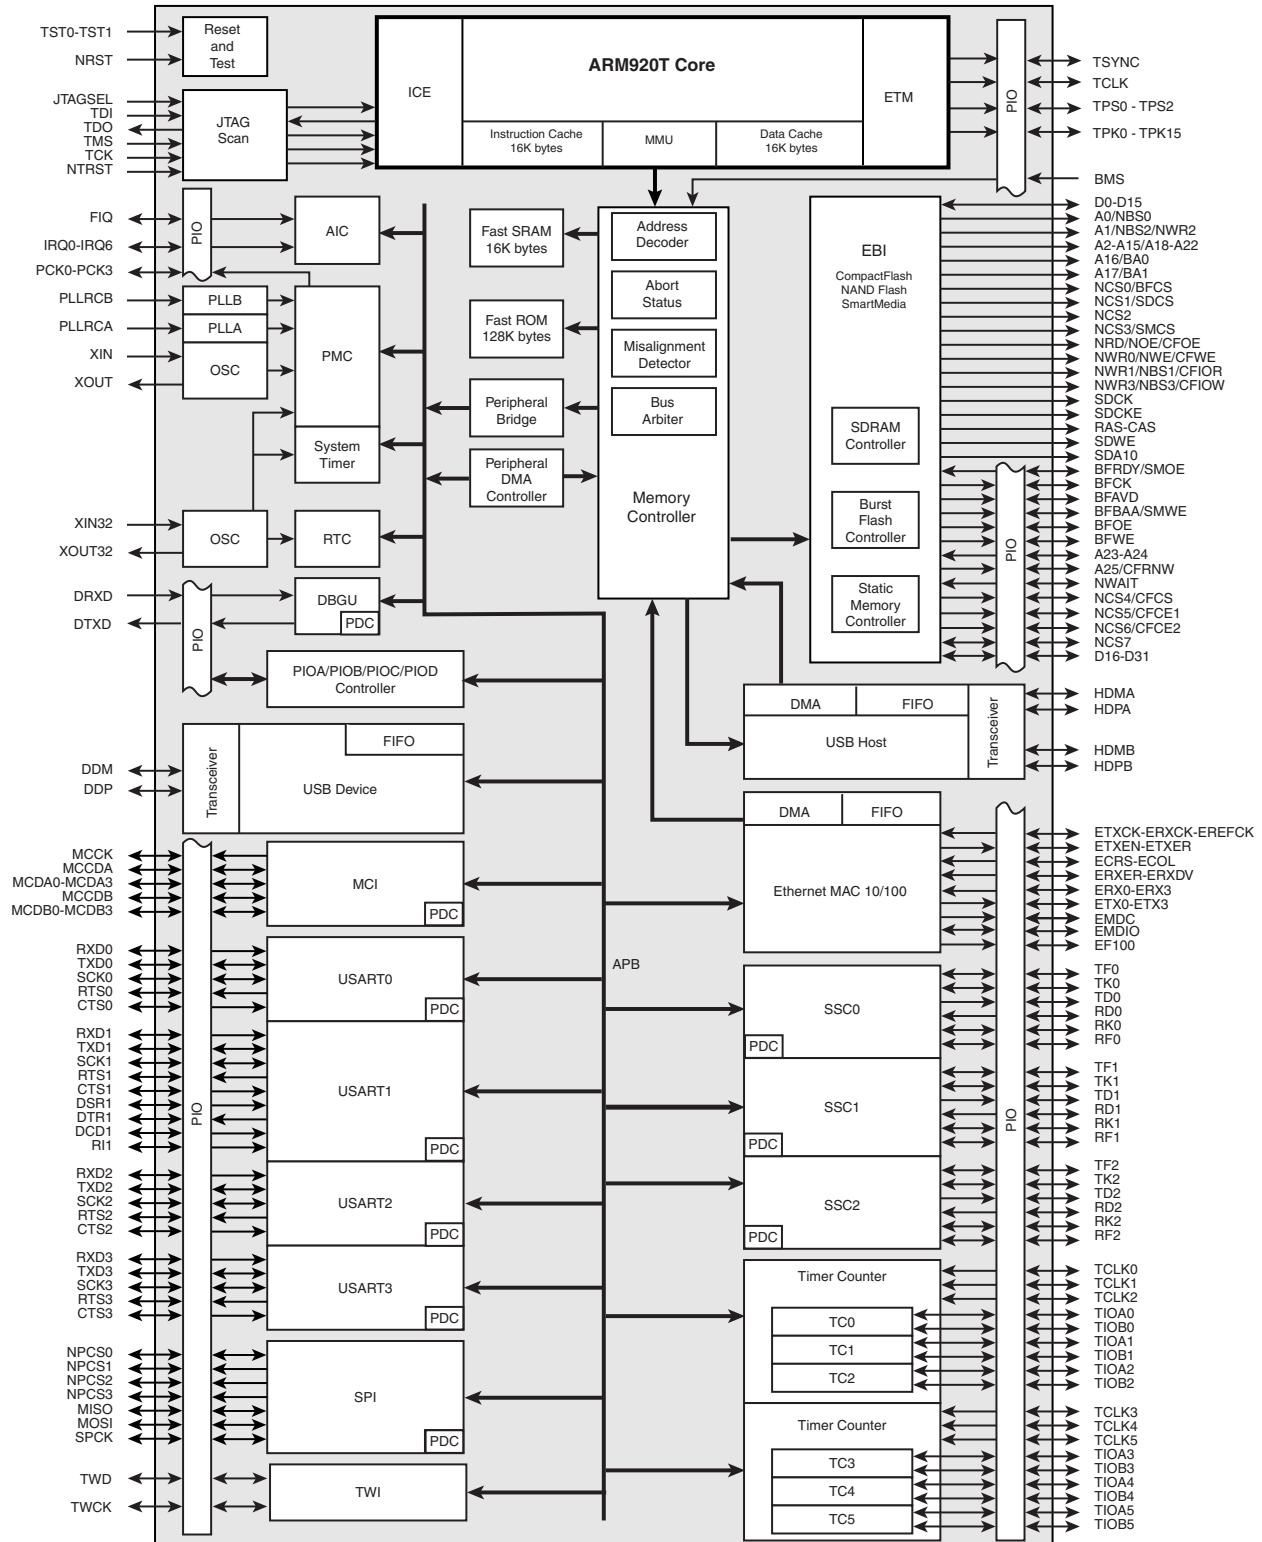 TST0-TST1
NRST
Reset
and
Test
JTAGSEL
TDI
TDO
TMS
TCK
NTRST
JTAG
Scan
ICE
ARM920T Core
Instruction Cache
16K bytes
MMU
Data Cache
16K bytes
ETM
PIO
TSYNC
TCLK
TPS0 - TPS2
TPK0 - TPK15
BMS
FIQ
IRQ0-IRQ6
PCK0-PCK3
PIO
AIC
PLLRCB
PLLRCA
XIN
XOUT
PLLB
PLLA
OSC
PMC
System
Timer
XIN32
XOUT32
OSC
RTC
DRXD
DTXD
PIO
DBGU
PDC
PIOA/PIOB/PIOC/PIOD
Controller
Fast SRAM
16K bytes
Fast ROM
128K bytes
Peripheral
Bridge
Peripheral
DMA
Controller
Address
Decoder
Abort
Status
Misalignment
Detector
Bus
Arbiter
Memory
Controller
EBI
CompactFlash
NAND Flash
SmartMedia
SDRAM
Controller
Burst
Flash
Controller
Static
Memory
Controller
D0-D15
A0/NBS0
A1/NBS2/NWR2
A2-A15/A18-A22
A16/BA0
A17/BA1
NCS0/BFCS
NCS1/SDCS
NCS2
NCS3/SMCS
NRD/NOE/CFOE
NWR0/NWE/CFWE
NWR1/NBS1/CFIOR
NWR3/NBS3/CFIOW
SDCK
SDCKE
RAS-CAS
SDWE
SDA10
BFRDY/SMOE
BFCK
BFAVD
BFBAA/SMWE
BFOE
BFWE
A23-A24
A25/CFRNW
NWAIT
NCS4/CFCS
NCS5/CFCE1
NCS6/CFCE2
NCS7
D16-D31
PIO
DMA
FIFO
USB Host
Transceiver
HDMA
HDPA
HDMB
HDPB
DDM
DDP
Transceiver
FIFO
USB Device
DMA
FIFO
Ethernet MAC 10/100
ETXCK-ERXCK-EREFCK
ETXEN-ETXER
ECRS-ECOL
ERXER-ERXDV
ERX0-ERX3
ETX0-ETX3
EMDC
EMDIO
EF100
MCCK
MCCDA
MCDA0-MCDA3
MCCDB
MCDB0-MCDB3
MCI
PDC
APB
RXD0
TXD0
SCK0
RTS0
CTS0
USART0
PDC
RXD1
TXD1
SCK1
RTS1
CTS1
DSR1
DTR1
DCD1
RI1
PIO
USART1
PDC
RXD2
TXD2
SCK2
RTS2
CTS2
USART2
PDC
RXD3
TXD3
SCK3
RTS3
CTS3
USART3
PDC
NPCS0
NPCS1
NPCS2
NPCS3
MISO
MOSI
SPCK
SPI
PDC
TWD
TWCK
TWI
SSC0
PDC
TF0
TK0
TD0
RD0
RK0
RF0
SSC1
PDC
PIO
TF1
TK1
TD1
RD1
RK1
RF1
SSC2
PDC
TF2
TK2
TD2
RD2
RK2
RF2
Timer Counter
TC0
TC1
TC2
TCLK0
TCLK1
TCLK2
TIOA0
TIOB0
TIOA1
TIOB1
TIOA2
TIOB2
Timer Counter
TC3
TC4
TC5
TCLK3
TCLK4
TCLK5
TIOA3
TIOB3
TIOA4
TIOB4
TIOA5
TIOB5